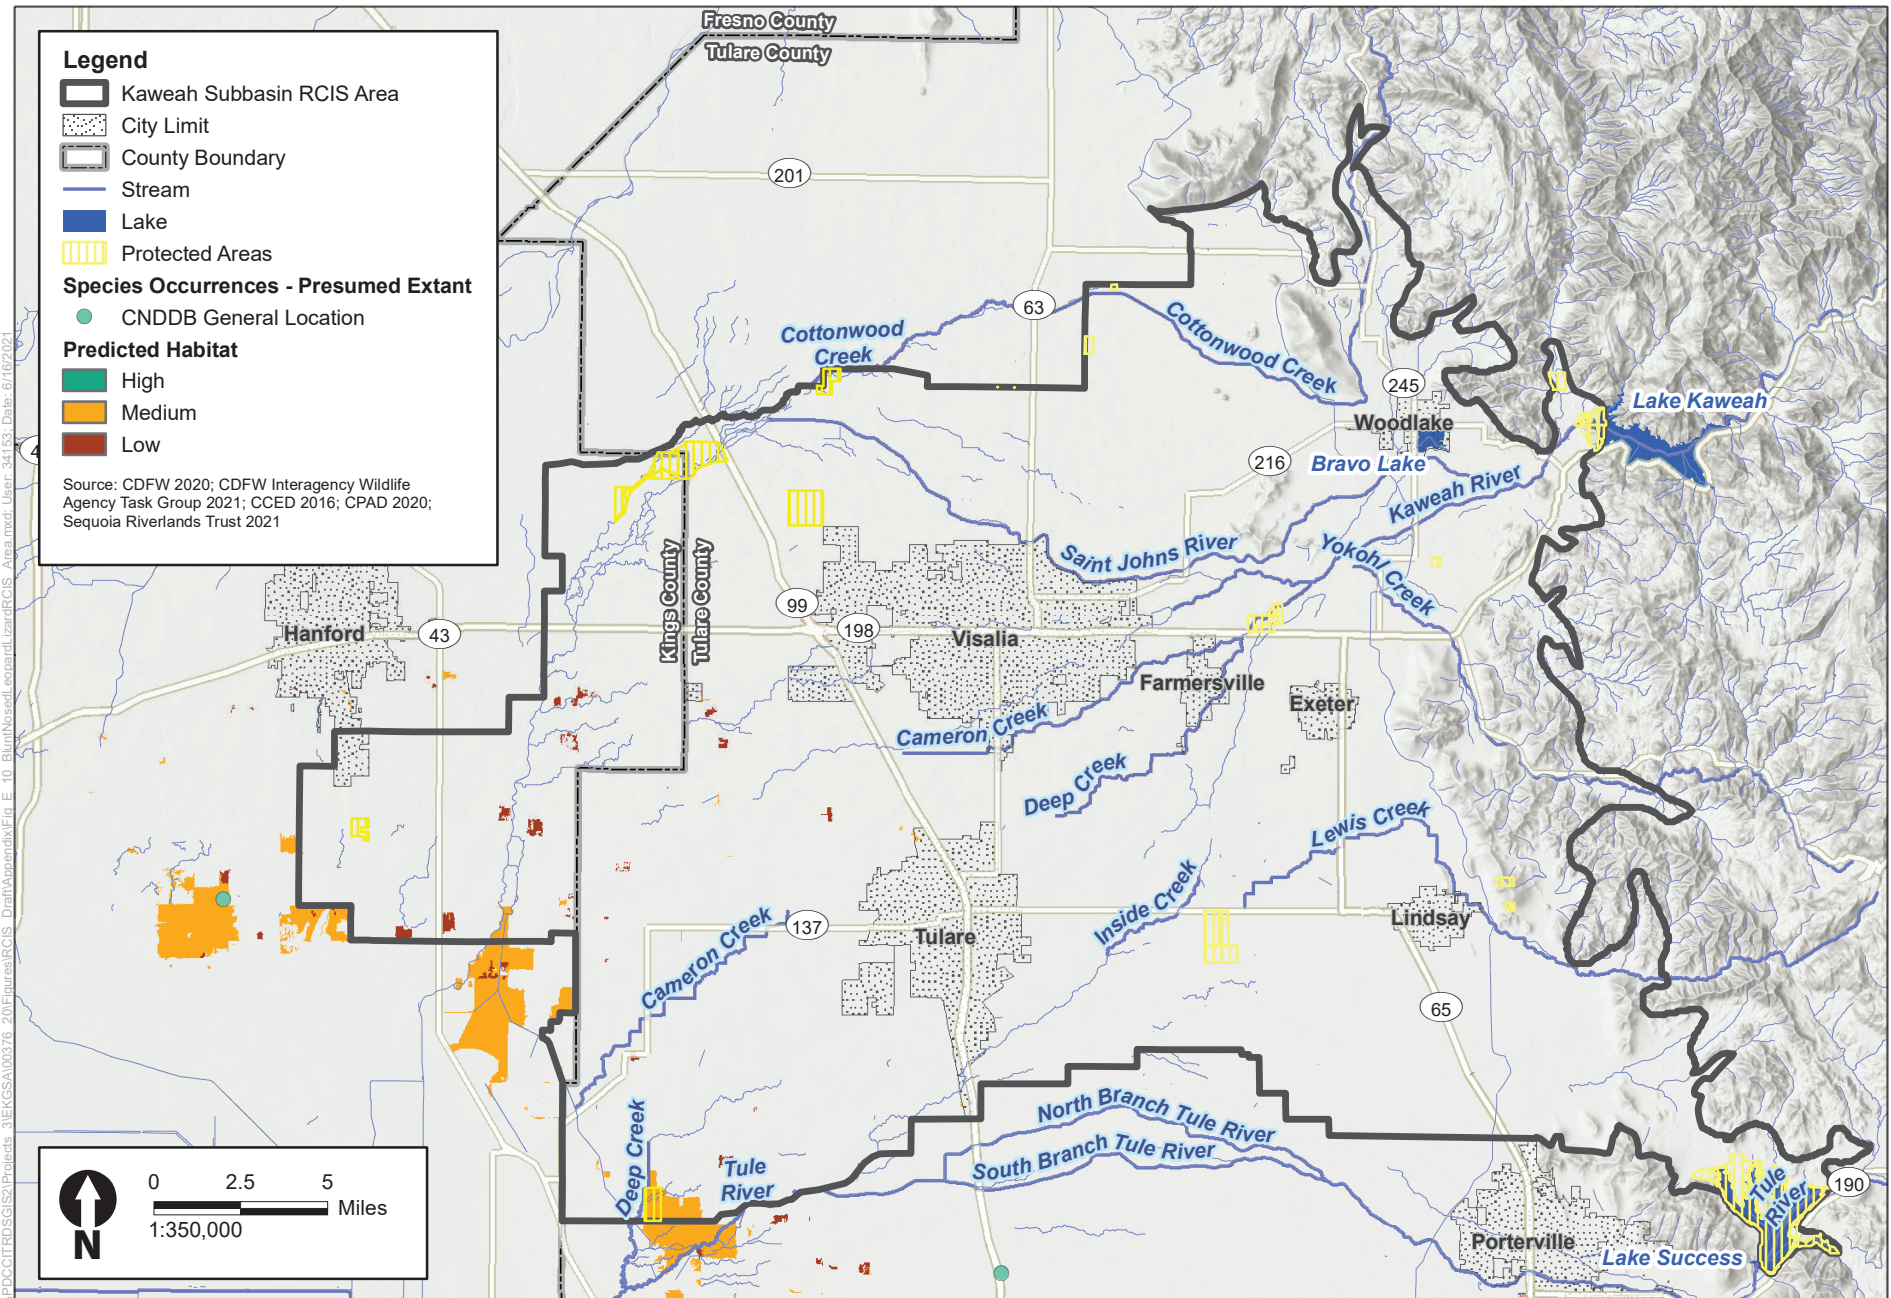 Fresno County
Tulare County
Legend
Kaweah Subbasin RCIS Area
City Limit
County Boundary
Stream
Lake
Protected Areas
Species Occurrences - Presumed Extant
CNDDB General Location
Predicted Habitat
High
Medium
Low
Source: CDFW 2020; CDFW Interagency Wildlife
Agency Task Group 2021; CCED 2016; CPAD 2020;
Sequoia Riverlands Trust 2021
201
63
Cottonwood
Creek
Cottonwood Creek
245
Woodlake
Lake Kaweah
216
Bravo Lake
Kaweah River
4
Saint Johns River
Yokohl Creek
Kings County
Tulare County
99
198
Hanford
43
Visalia
Farmersville
Exeter
Cameron Creek
Deep Creek
Lewis Creek
Inside Creek
Lindsay
137
Tulare
Cameron Creek
65
North Branch Tule River
South Branch Tule River
Deep Creek
Tule
River
Tule
River
190
Porterville
Lake Success
0 2.5 5
Miles
1:350,000
N